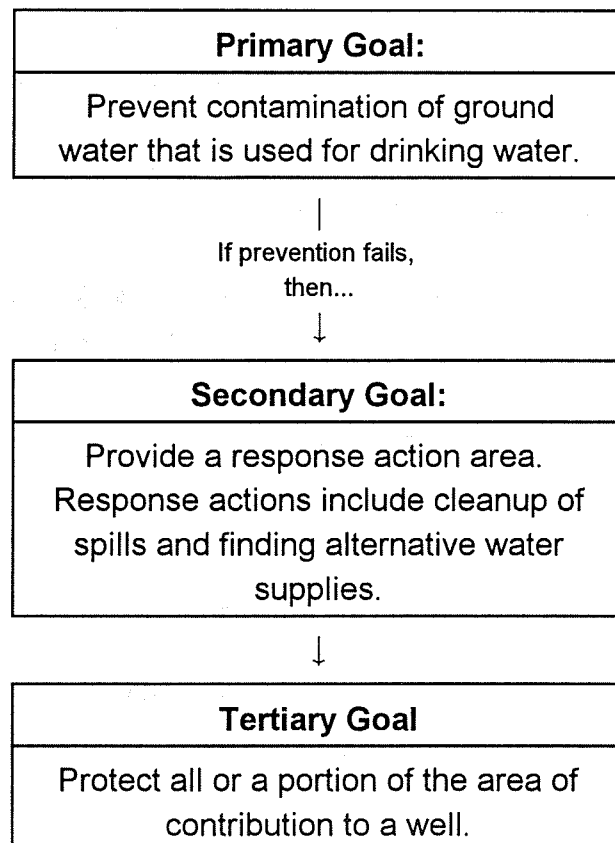 Primary Goal:
Prevent contamination of ground
water that is used for drinking water.
If prevention fails,
then...
Secondary Goal:
Provide a response action area.
Response actions include cleanup of
spills and finding alternative water
supplies.
Tertiary Goal
Protect all or a portion of the area of
contribution to a well.